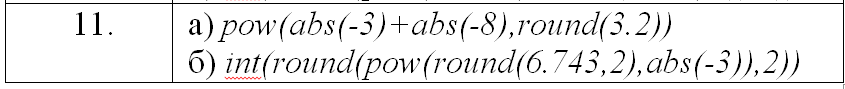 11.
а) pow(abs(-3)+abs(-8),round(3.2))
б) int(round(pow(round(6.743,2),abs(-3)),2))